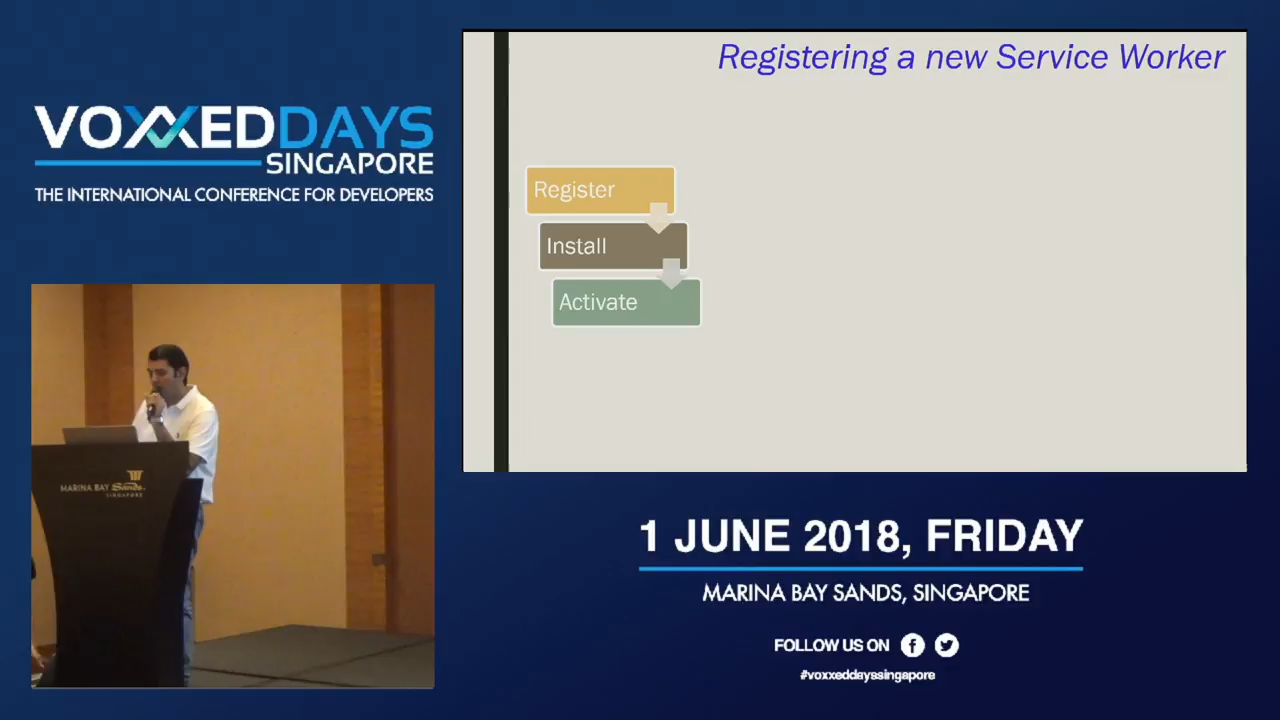 VOXXEDDAYS
SINGAPORE
THE INTERNATIONAL CONFERENCE FOR DEVELOPERS
Registering a new Service Worker
Register
Install
Activate
MARINA BAY Sands
SINGAPORE
1 JUNE 2018, FRIDAY
MARINA BAY SANDS, SINGAPORE
FOLLOW US ON
#voxxeddayssingapore